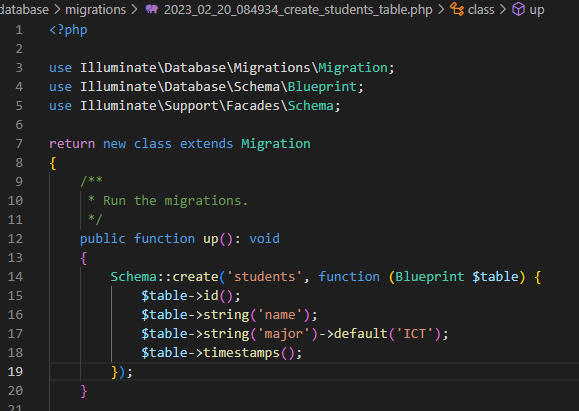 database > migrations > 2023_02_20_084934_create_students_table.php > class > up
1 <?php
2
3 use Illuminate\Database\Migrations\Migration;
4 use Illuminate\Database\Schema\Blueprint;
5 use Illuminate\Support\Facades\Schema;
6
7 return new class extends Migration
8 {
9     /**
10      * Run the migrations.
11      */
12     public function up(): void
13     {
14         Schema::create('students', function (Blueprint $table) {
15             $table->id();
16             $table->string('name');
17             $table->string('major')->default('ICT');
18             $table->timestamps();
19         });
20     }
21